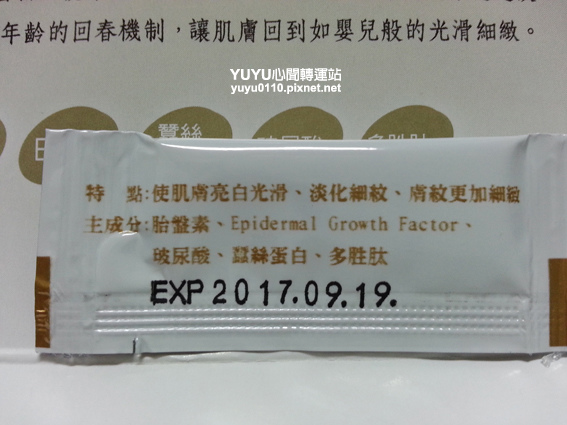 年齡的回春機制，讓肌膚回到如嬰兒般的光滑細緻。
YUYU心聞轉運站
yuyu0110.pixnet.net
蠶絲
特　點:使肌膚亮白光滑、淡化細紋、膚紋更加細緻
主成分:胎盤素、Epidermal Growth Factor、
玻尿酸、蠶絲蛋白、多胜肽
EXP 2017.09.19.